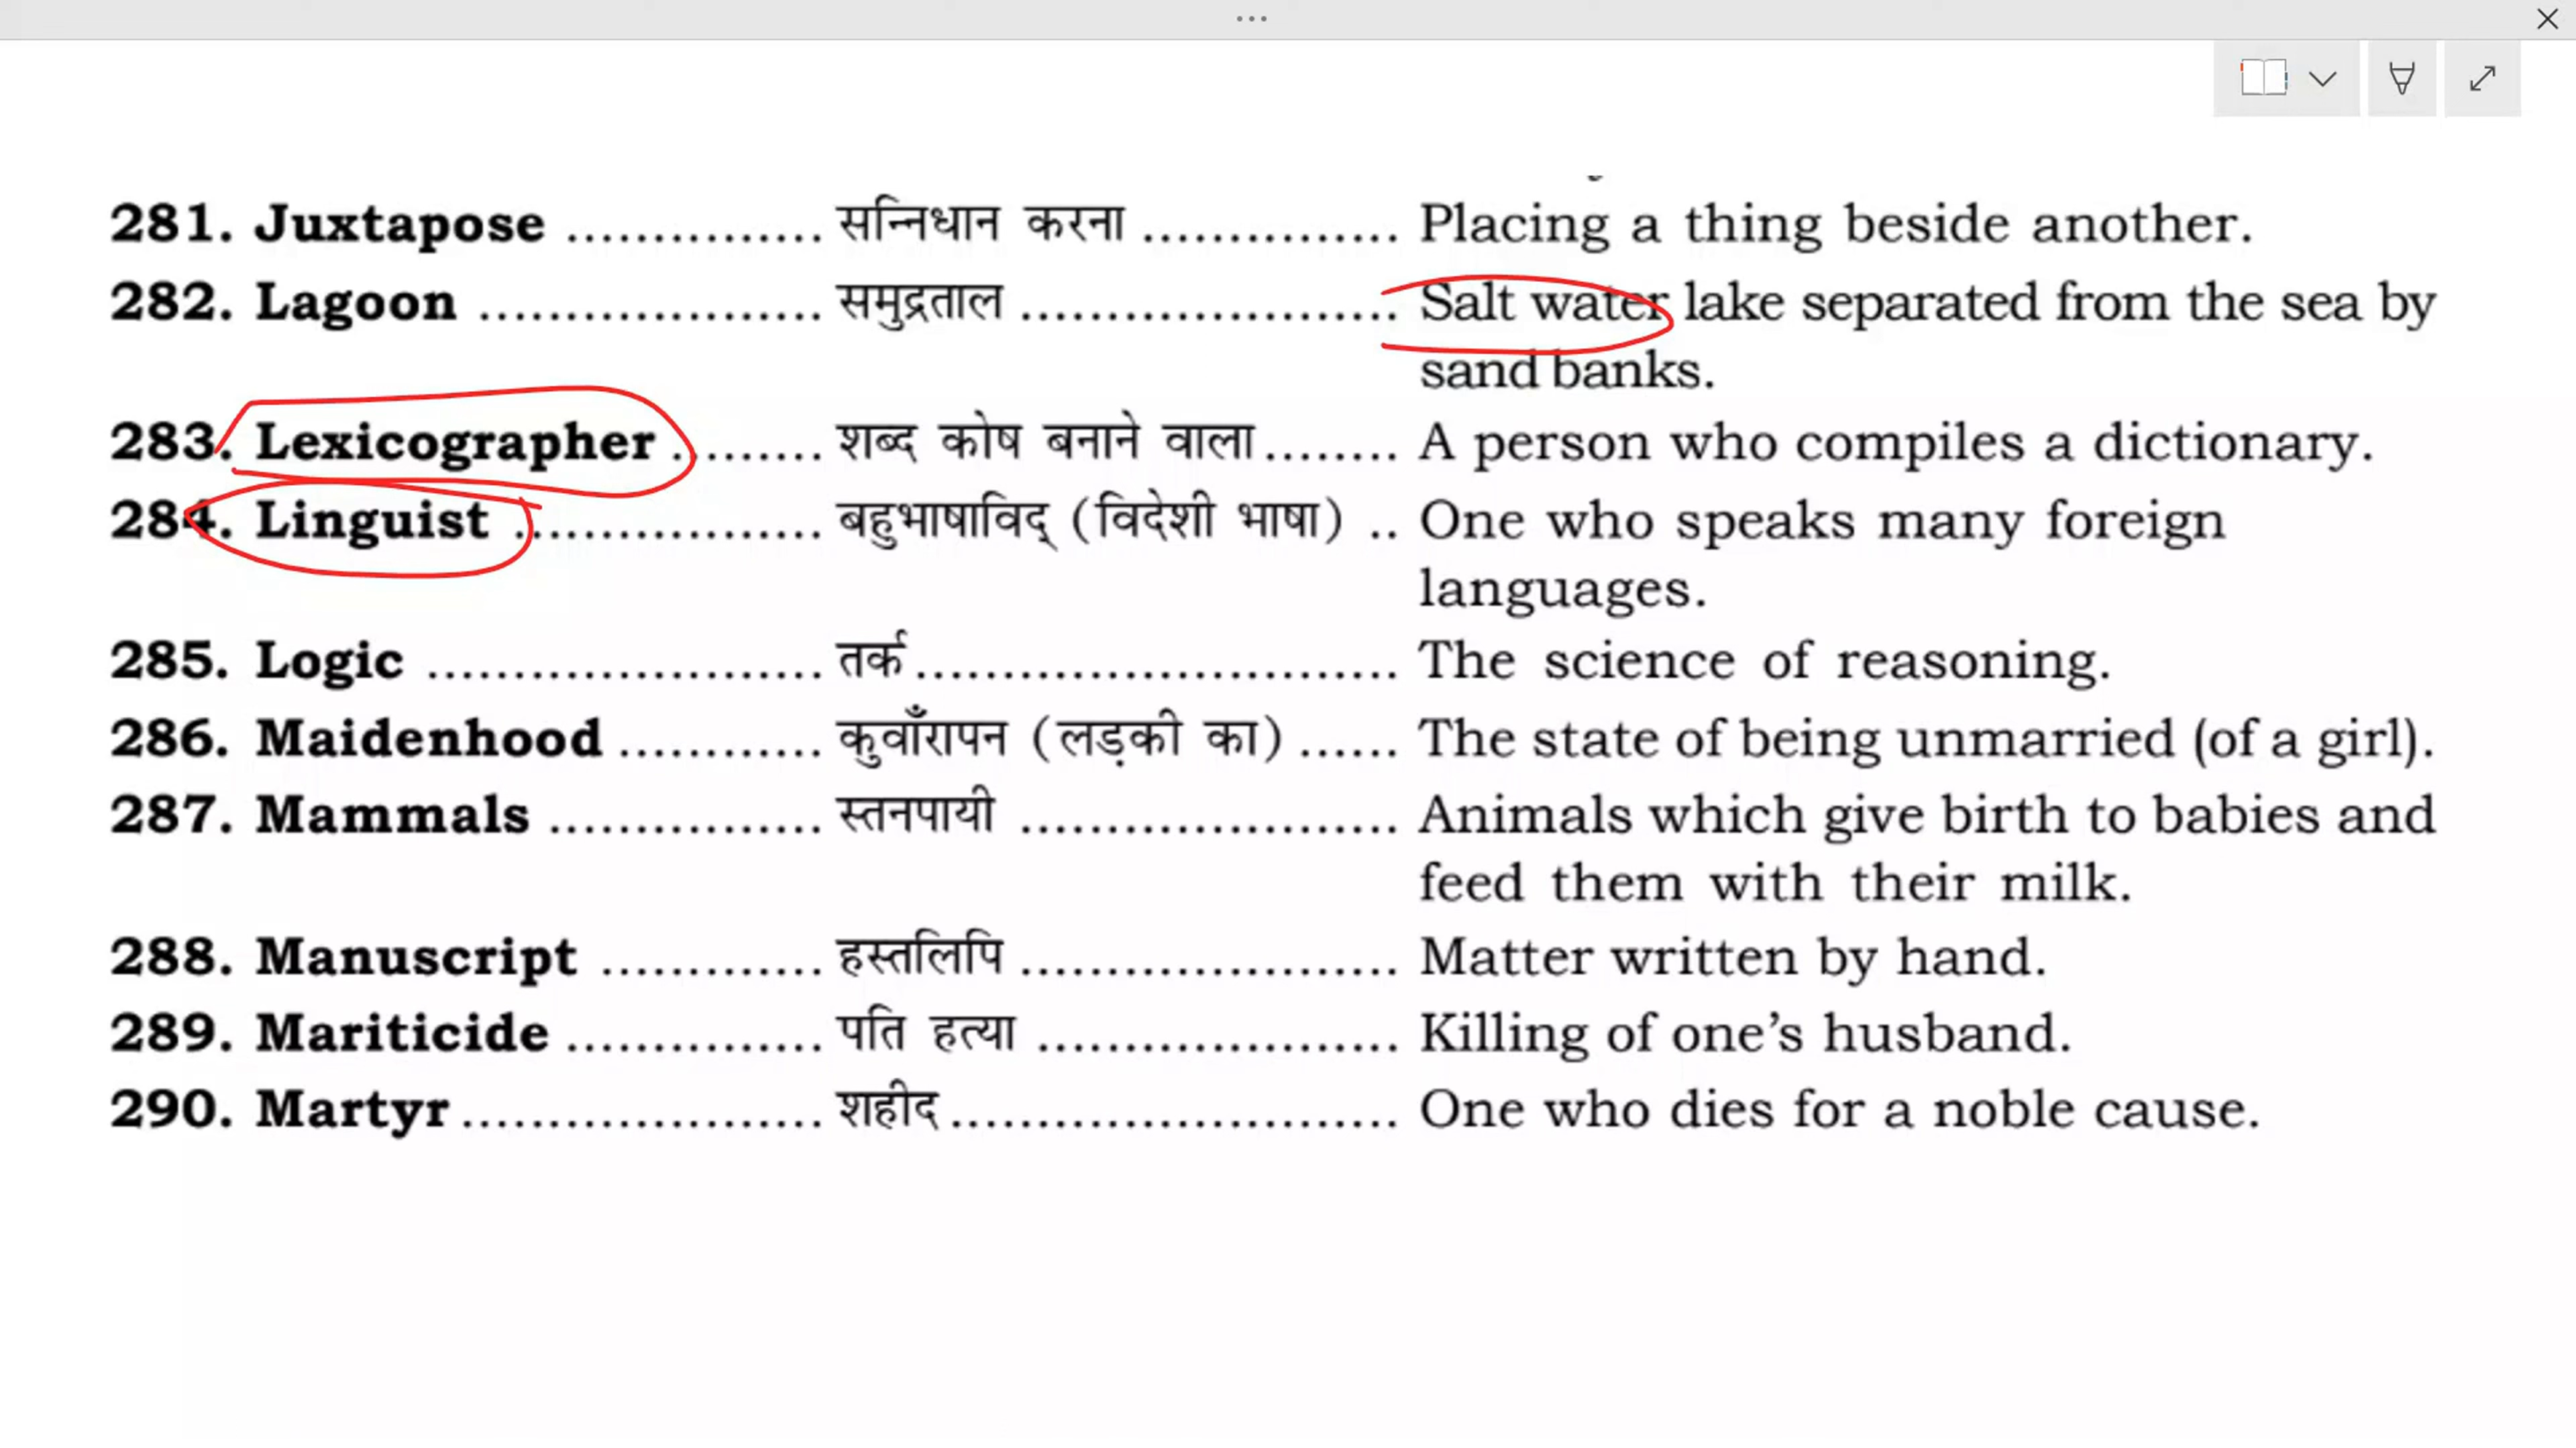 281. Juxtapose ............... सन्निधान करना ............... Placing a thing beside another.
282. Lagoon ........................ समुद्रताल .......................... Salt water lake separated from the sea by
sand banks.
283. Lexicographer .......... शब्द कोष बनाने वाला......... A person who compiles a dictionary.
284. Linguist ..................... बहुभाषाविद् (विदेशी भाषा) .. One who speaks many foreign
languages.
285. Logic ............................ तर्क.................................. The science of reasoning.
286. Maidenhood .............. कुवाँरापन (लड़की का) ...... The state of being unmarried (of a girl).
287. Mammals ................... स्तनपायी .......................... Animals which give birth to babies and
feed them with their milk.
288. Manuscript ................ हस्तलिपि .......................... Matter written by hand.
289. Mariticide .................. पति हत्या ......................... Killing of one’s husband.
290. Martyr......................... शहीद............................... One who dies for a noble cause.